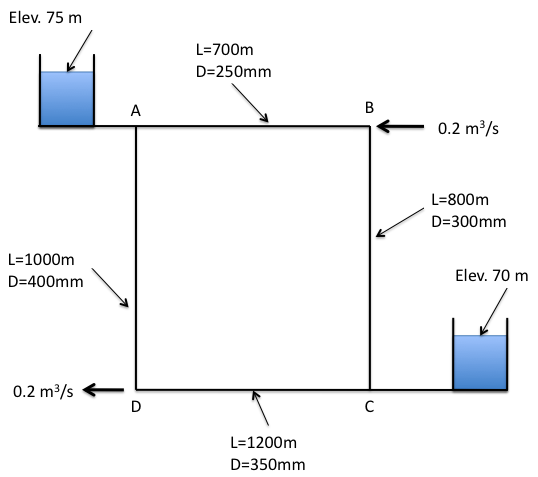 Elev. 75 m
L=700m
D=250mm
A
B
0.2 m³/s
L=800m
D=300mm
L=1000m
D=400mm
Elev. 70 m
0.2 m³/s
D
C
L=1200m
D=350mm